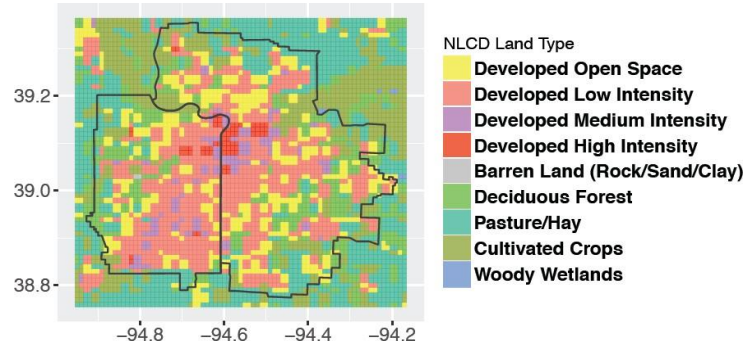 NLCD Land Type
Developed Open Space
39.2
Developed Low Intensity
Developed Medium Intensity
Developed High Intensity
39.0
Barren Land (Rock/Sand/Clay)
Deciduous Forest
Pasture/Hay
Cultivated Crops
38.8
Woody Wetlands
−94.8 −94.6 −94.4 −94.2